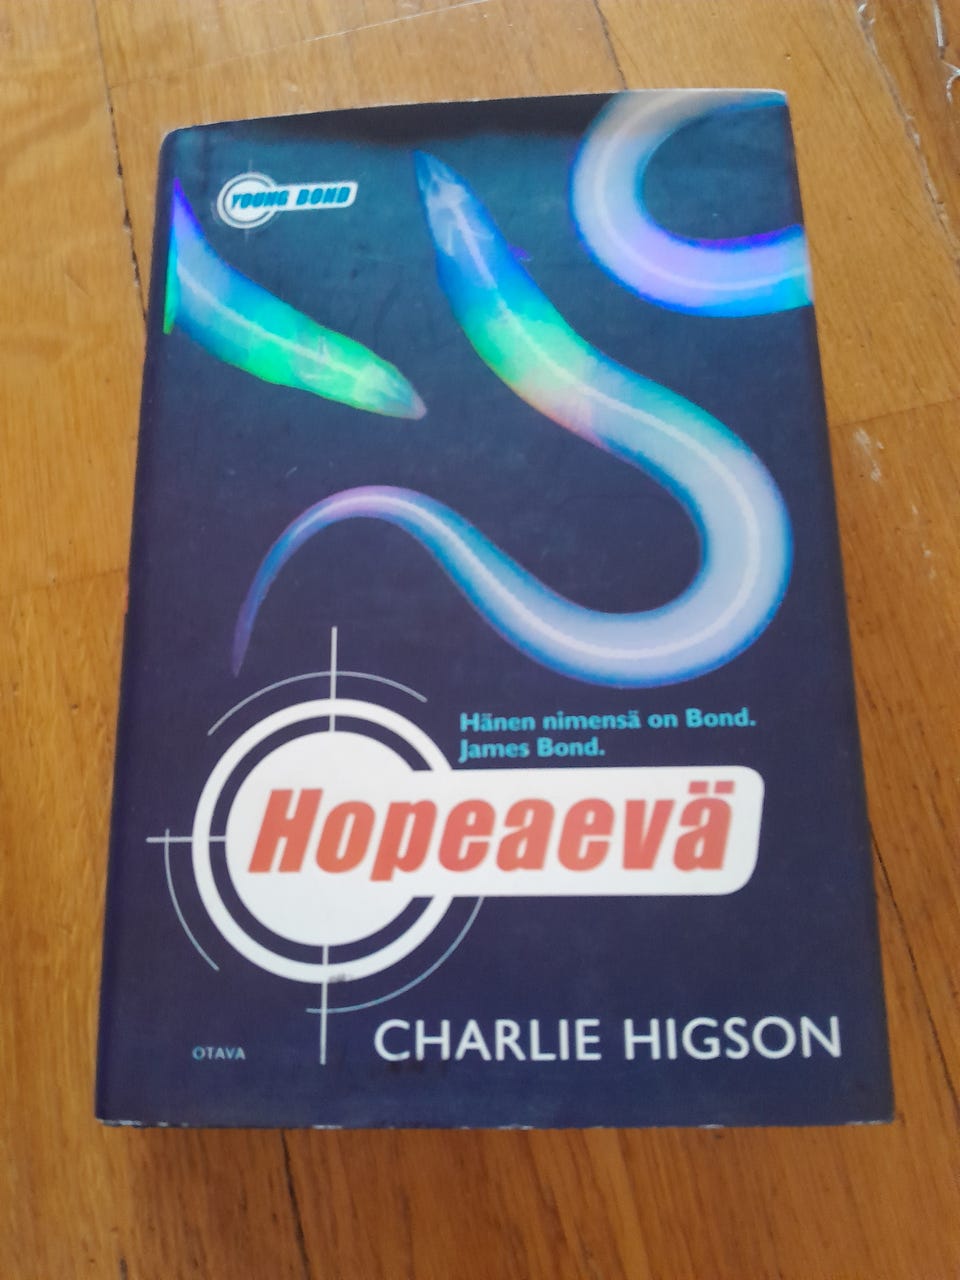 YOUNG BOND
Hänen nimensä on Bond.
James Bond.
Hopeaevä
OTAVA
CHARLIE HIGSON